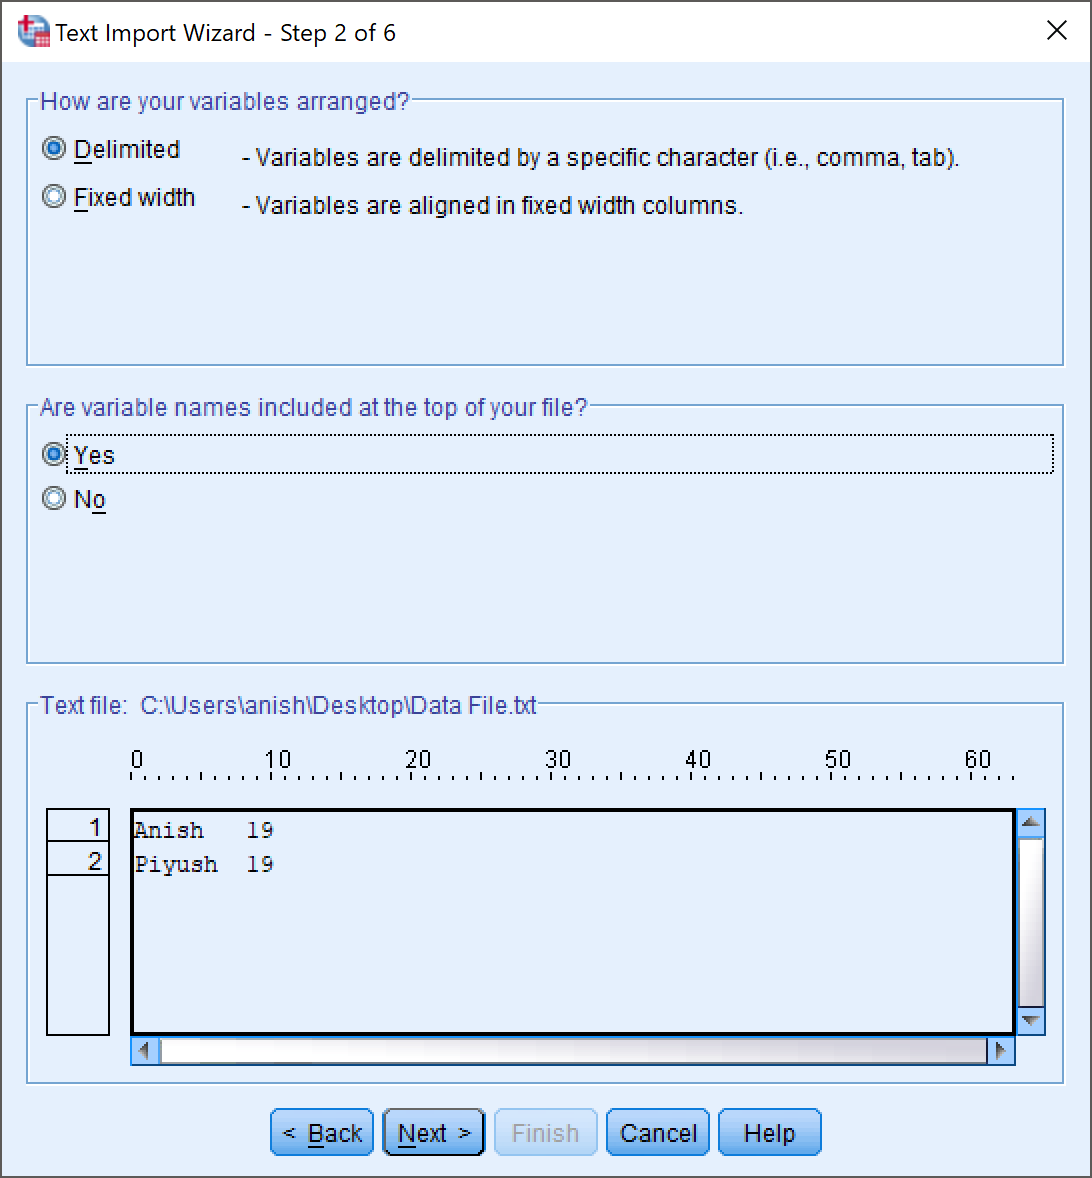 Text Import Wizard - Step 2 of 6
How are your variables arranged?
Delimited - Variables are delimited by a specific character (i.e., comma, tab).
Fixed width - Variables are aligned in fixed width columns.
Are variable names included at the top of your file?
Yes
No
Text file: C:\Users\anish\Desktop\Data File.txt
0 10 20 30 40 50 60
1 Anish 19
2 Piyush 19
< Back Next > Finish Cancel Help